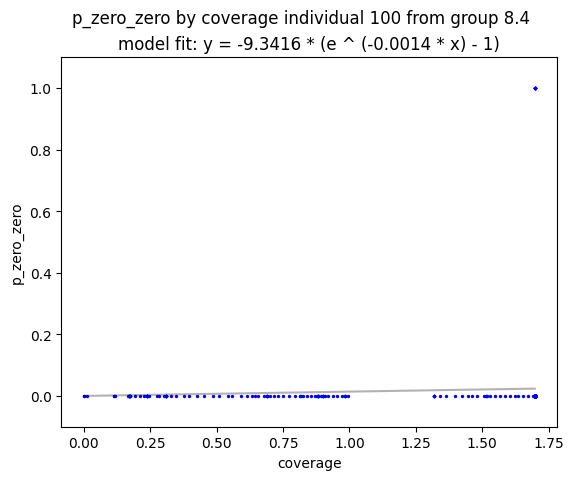 p_zero_zero by coverage individual 100 from group 8.4
model fit: y = -9.3416 * (e ^ (-0.0014 * x) - 1)
1.0
0.8
0.6
0.4
0.2
0.0
p_zero_zero
0.00 0.25 0.50 0.75 1.00 1.25 1.50 1.75
coverage